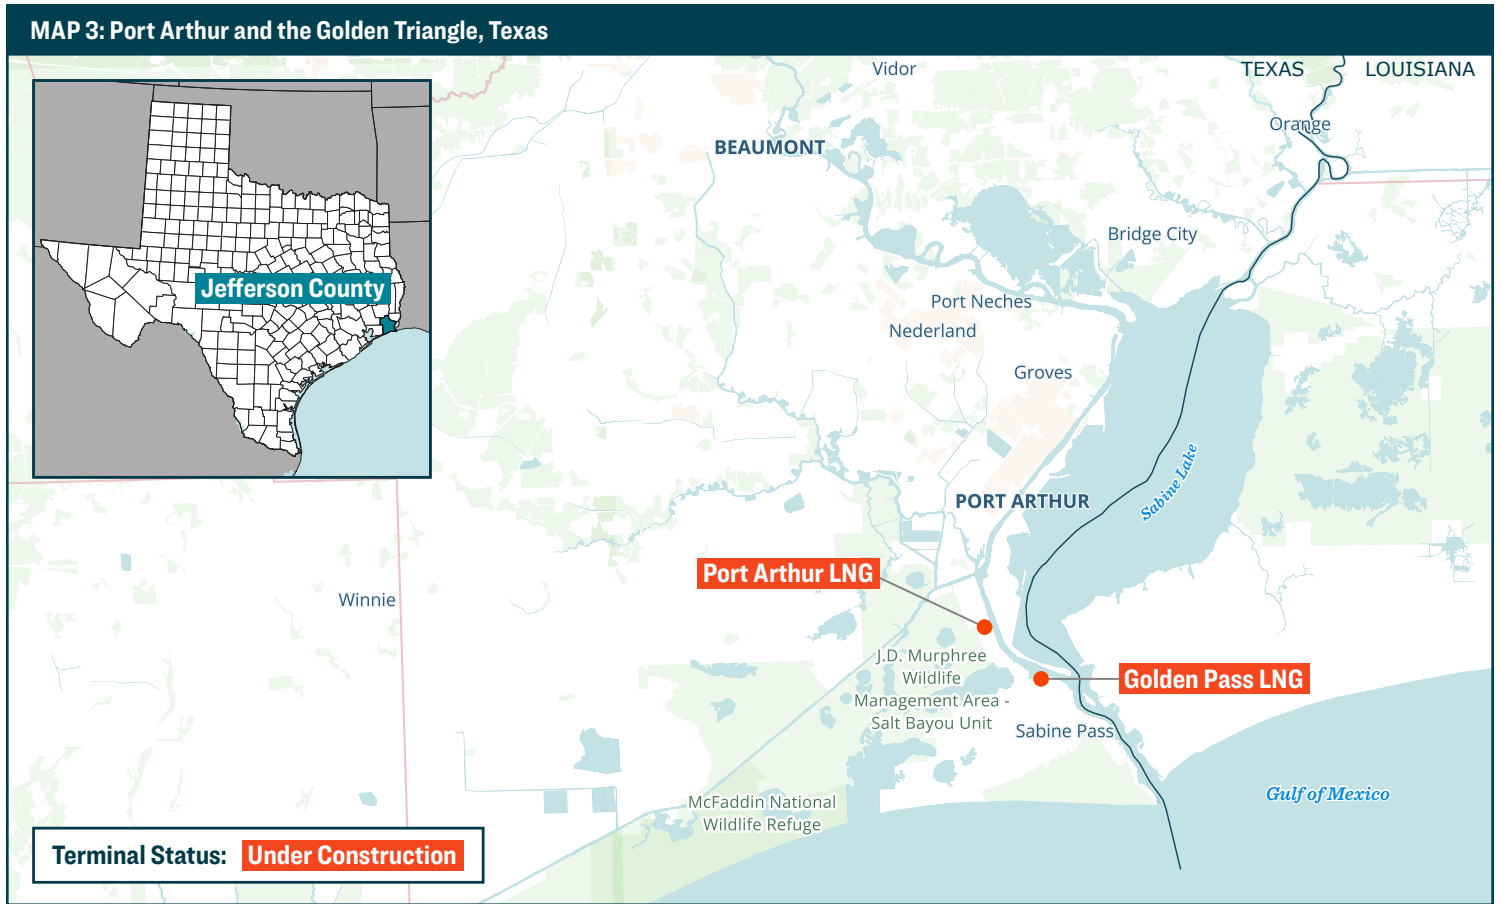 MAP 3: Port Arthur and the Golden Triangle, Texas
Vidor
TEXAS
LOUISIANA
Orange
BEAUMONT
Bridge City
Jefferson County
Port Neches
Nederland
Groves
Sabine Lake
PORT ARTHUR
Port Arthur LNG
Winnie
J.D. Murphree
Wildlife
Management Area -
Salt Bayou Unit
Golden Pass LNG
Sabine Pass
Gulf of Mexico
McFaddin National
Wildlife Refuge
Terminal Status: Under Construction